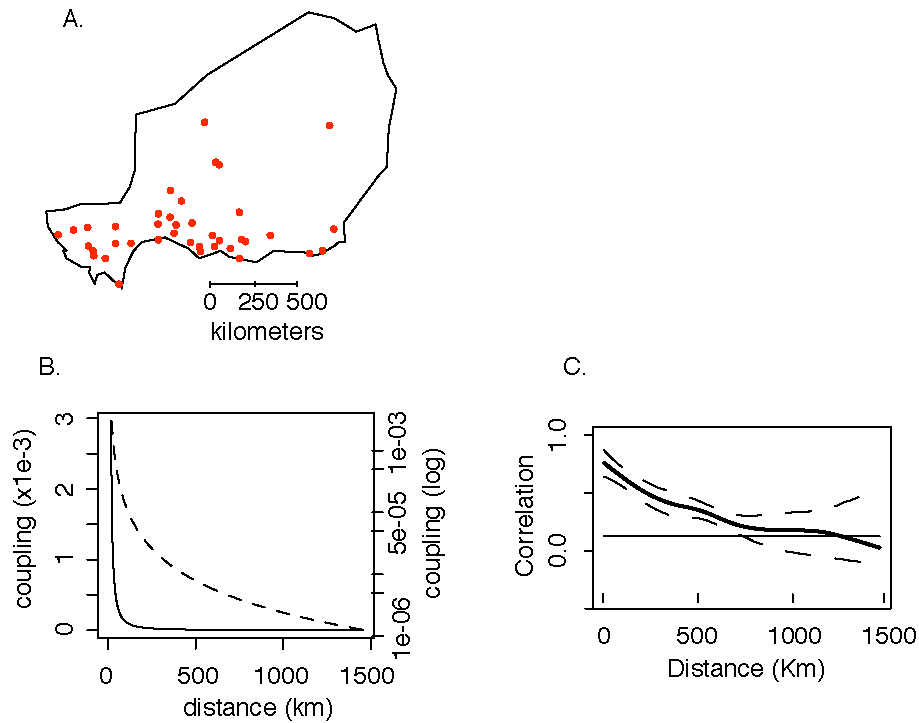 A.
0 250 500
kilometers
B.
coupling (x1e-3)
3
2
1
0
0 500 1000 1500
distance (km)
1e-03
5e-05
1e-06
coupling (log)
C.
Correlation
1.0
0.0
0 500 1000 1500
Distance (Km)